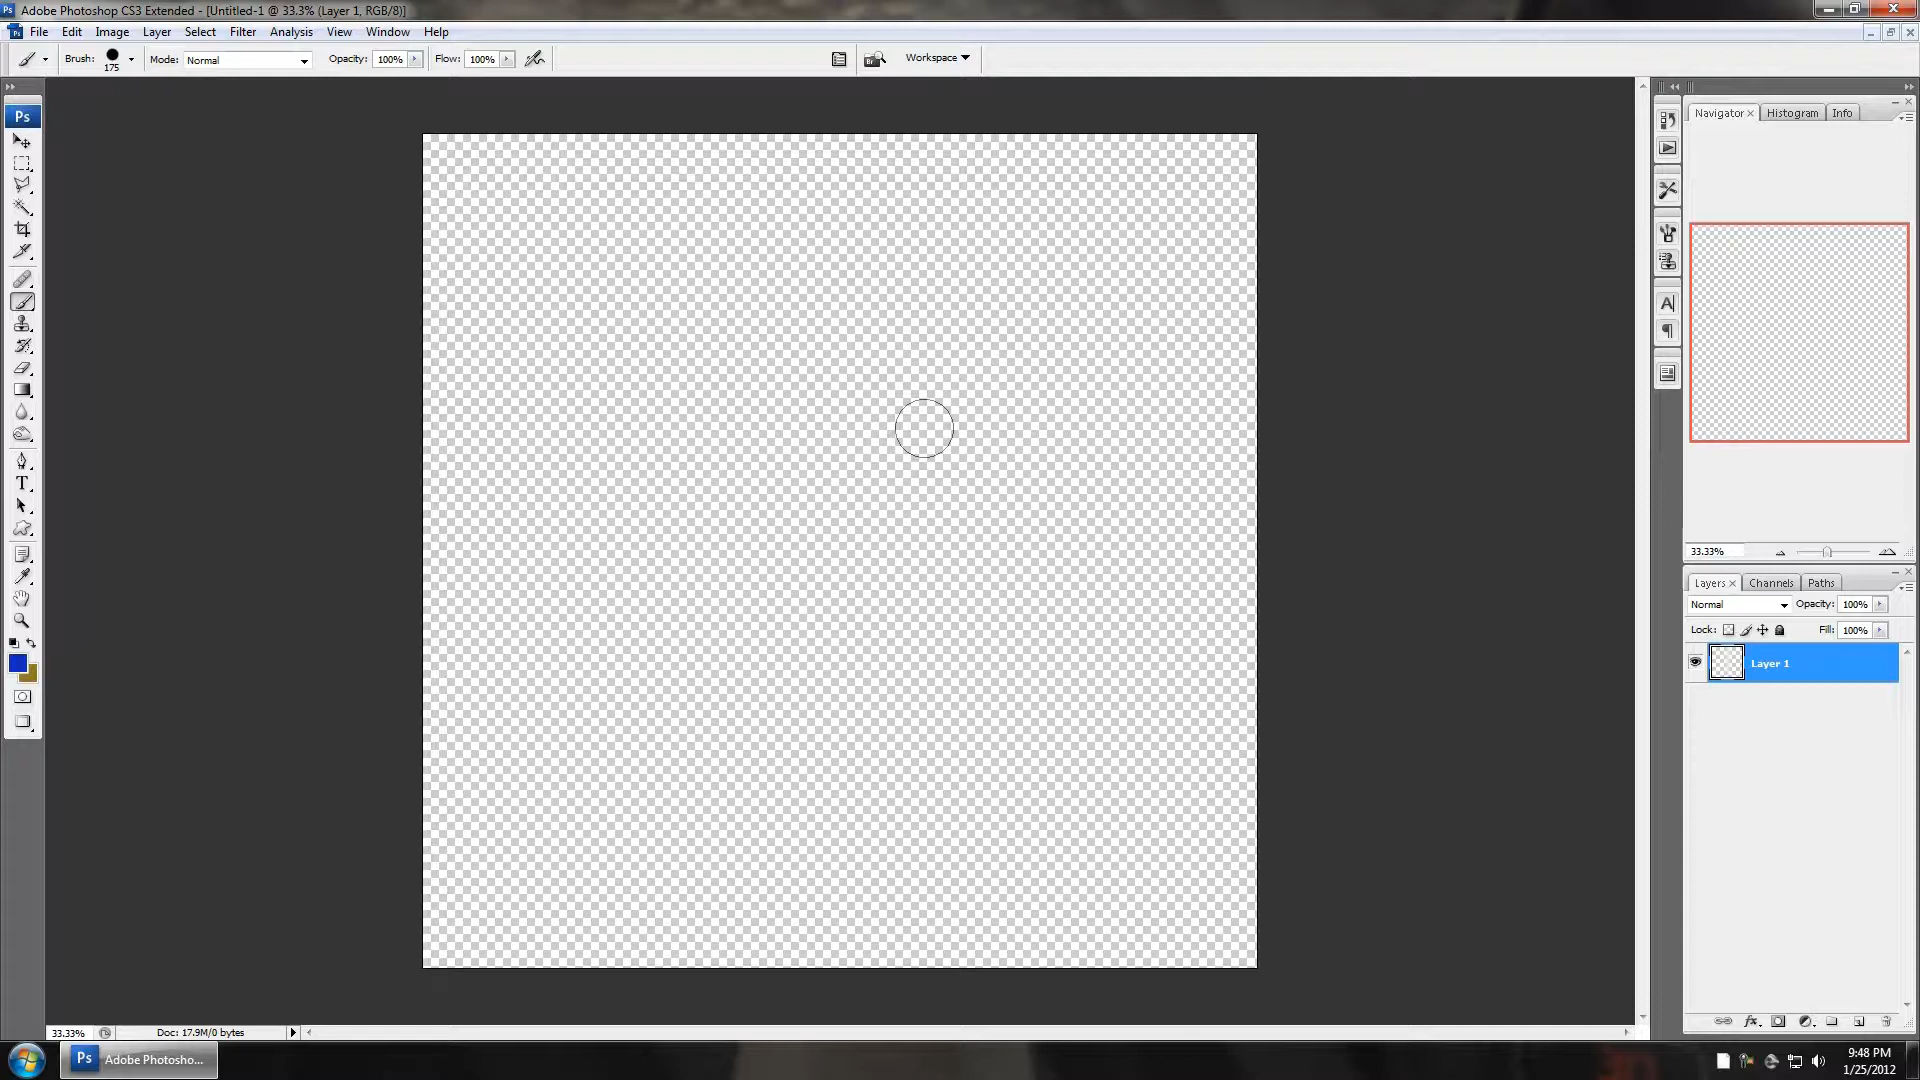 Adobe Photoshop CS3 Extended - [Untitled-1 @ 33.3% (Layer 1, RGB/8)]
File Edit Image Layer Select Filter Analysis View Window Help
Brush: 175 Mode: Normal Opacity: 100% Flow: 100% Workspace
Ps
Navigator Histogram Info
33.33%
Layers Channels Paths
Normal Opacity: 100%
Lock: Fill: 100%
Layer 1
33.33% Doc: 17.9M/0 bytes
Ps Adobe Photosho...
9:48 PM
1/25/2012